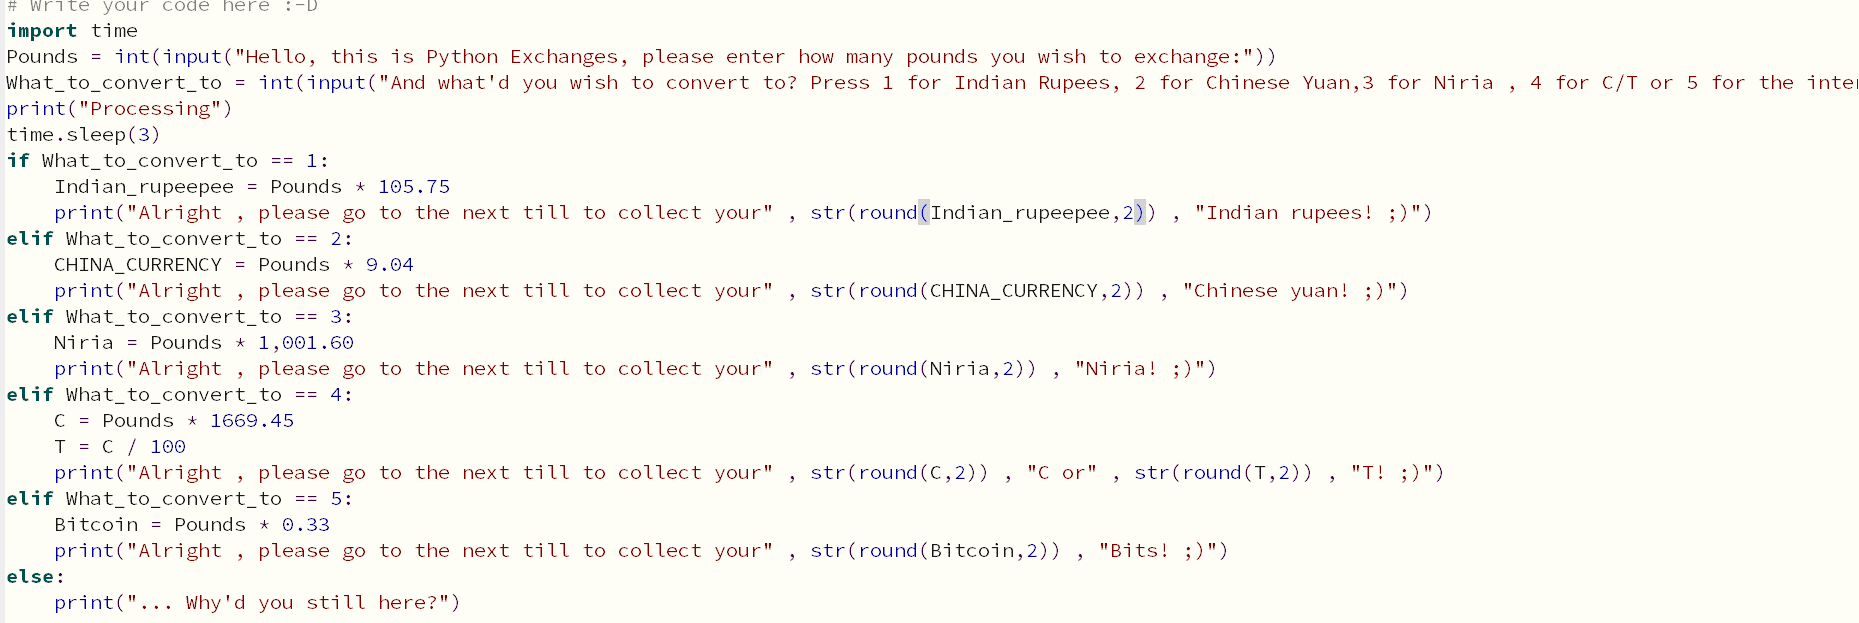 # Write your code here :-D
import time
Pounds = int(input("Hello, this is Python Exchanges, please enter how many pounds you wish to exchange:"))
What_to_convert_to = int(input("And what'd you wish to convert to? Press 1 for Indian Rupees, 2 for Chinese Yuan,3 for Niria , 4 for C/T or 5 for the
print("Processing")
time.sleep(3)
if What_to_convert_to == 1:
    Indian_rupeepee = Pounds * 105.75
    print("Alright , please go to the next till to collect your" , str(round(Indian_rupeepee,2)) , "Indian rupees! ;)")
elif What_to_convert_to == 2:
    CHINA_CURRENCY = Pounds * 9.04
    print("Alright , please go to the next till to collect your" , str(round(CHINA_CURRENCY,2)) , "Chinese yuan! ;)")
elif What_to_convert_to == 3:
    Niria = Pounds * 1,001.60
    print("Alright , please go to the next till to collect your" , str(round(Niria,2)) , "Niria! ;)")
elif What_to_convert_to == 4:
    C = Pounds * 1669.45
    T = C / 100
    print("Alright , please go to the next till to collect your" , str(round(C,2)) , "C or" , str(round(T,2)) , "T! ;)")
elif What_to_convert_to == 5:
    Bitcoin = Pounds * 0.33
    print("Alright , please go to the next till to collect your" , str(round(Bitcoin,2)) , "Bits! ;)")
else:
    print("... Why'd you still here?")